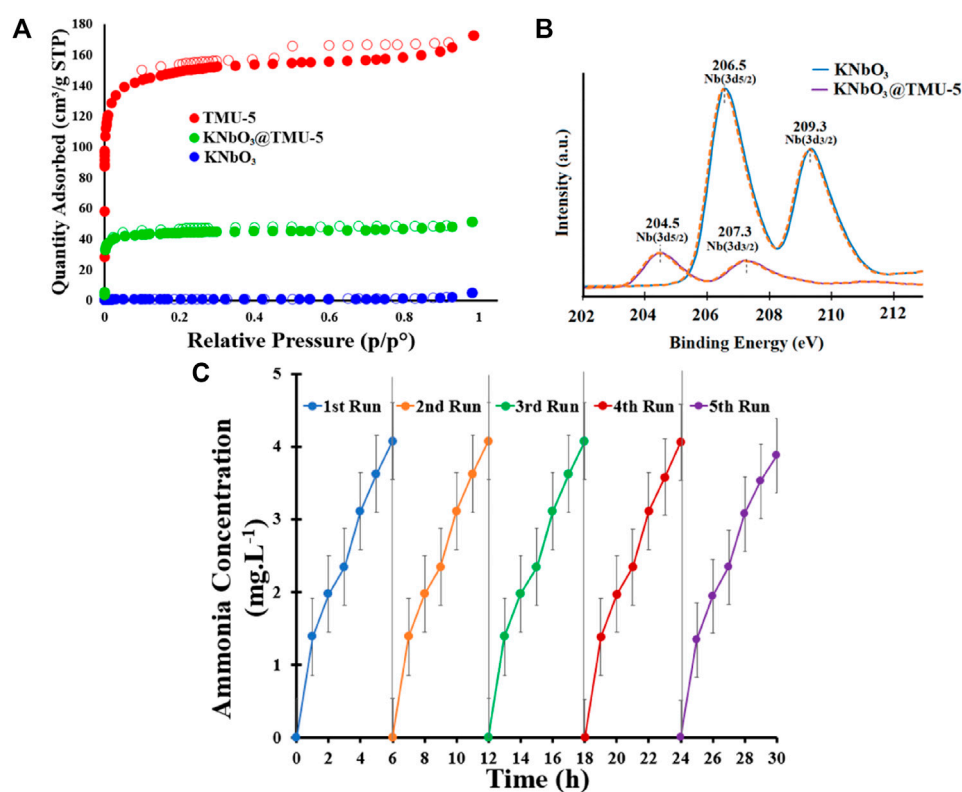 A
180
160
140
120
100
80
60
40
20
0
Quantity Adsorbed (cm³/g STP)
TMU-5
KNbO₃@TMU-5
KNbO₃
0 0.2 0.4 0.6 0.8 1
Relative Pressure (p/p°)
B
206.5
Nb(3d5/2)
KNbO₃
KNbO₃@TMU-5
209.3
Nb(3d3/2)
204.5
Nb(3d5/2)
207.3
Nb(3d3/2)
Intensity (a.u.)
202 204 206 208 210 212
Binding Energy (eV)
C
5
4
3
2
1
0
Ammonia Concentration
(mg.L⁻¹)
1st Run 2nd Run 3rd Run 4th Run 5th Run
0 2 4 6 8 10 12 14 16 18 20 22 24 26 28 30
Time (h)